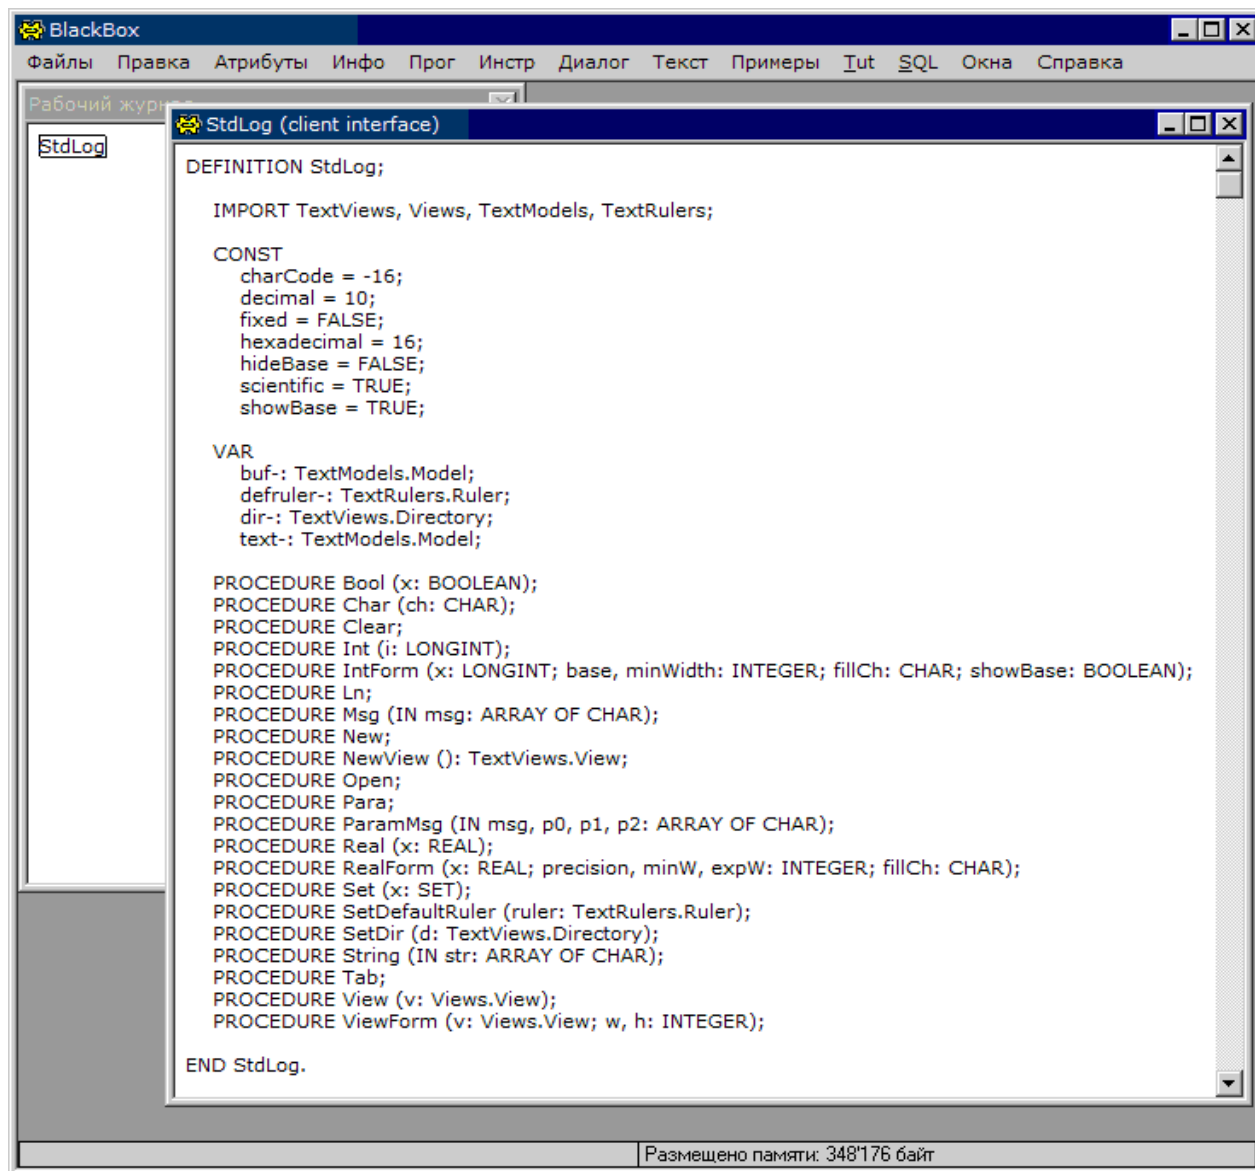 BlackBox
Файлы Правка Атрибуты Инфо Прог Инстр Диалог Текст Примеры Tut SQL Окна Справка
Рабочий
StdLog
StdLog (client interface)
DEFINITION StdLog;
IMPORT TextViews, Views, TextModels, TextRulers;
CONST
charCode = -16;
decimal = 10;
fixed = FALSE;
hexadecimal = 16;
hideBase = FALSE;
scientific = TRUE;
showBase = TRUE;
VAR
buf-: TextModels.Model;
defruler-: TextRulers.Ruler;
dir-: TextViews.Directory;
text-: TextModels.Model;
PROCEDURE Bool (x: BOOLEAN);
PROCEDURE Char (ch: CHAR);
PROCEDURE Clear;
PROCEDURE Int (i: LONGINT);
PROCEDURE IntForm (x: LONGINT; base, minWidth: INTEGER; fillCh: CHAR; showBase: BOOLEAN);
PROCEDURE Ln;
PROCEDURE Msg (IN msg: ARRAY OF CHAR);
PROCEDURE New;
PROCEDURE NewView (): TextViews.View;
PROCEDURE Open;
PROCEDURE Para;
PROCEDURE ParamMsg (IN msg, p0, p1, p2: ARRAY OF CHAR);
PROCEDURE Real (x: REAL);
PROCEDURE RealForm (x: REAL; precision, minW, expW: INTEGER; fillCh: CHAR);
PROCEDURE Set (x: SET);
PROCEDURE SetDefaultRuler (ruler: TextRulers.Ruler);
PROCEDURE SetDir (d: TextViews.Directory);
PROCEDURE String (IN str: ARRAY OF CHAR);
PROCEDURE Tab;
PROCEDURE View (v: Views.View);
PROCEDURE ViewForm (v: Views.View; w, h: INTEGER);
END StdLog.
Размещено памяти: 348'176 байт